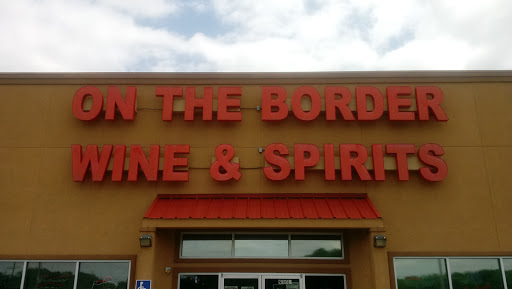 ON THE BORDER
WINE & SPIRITS